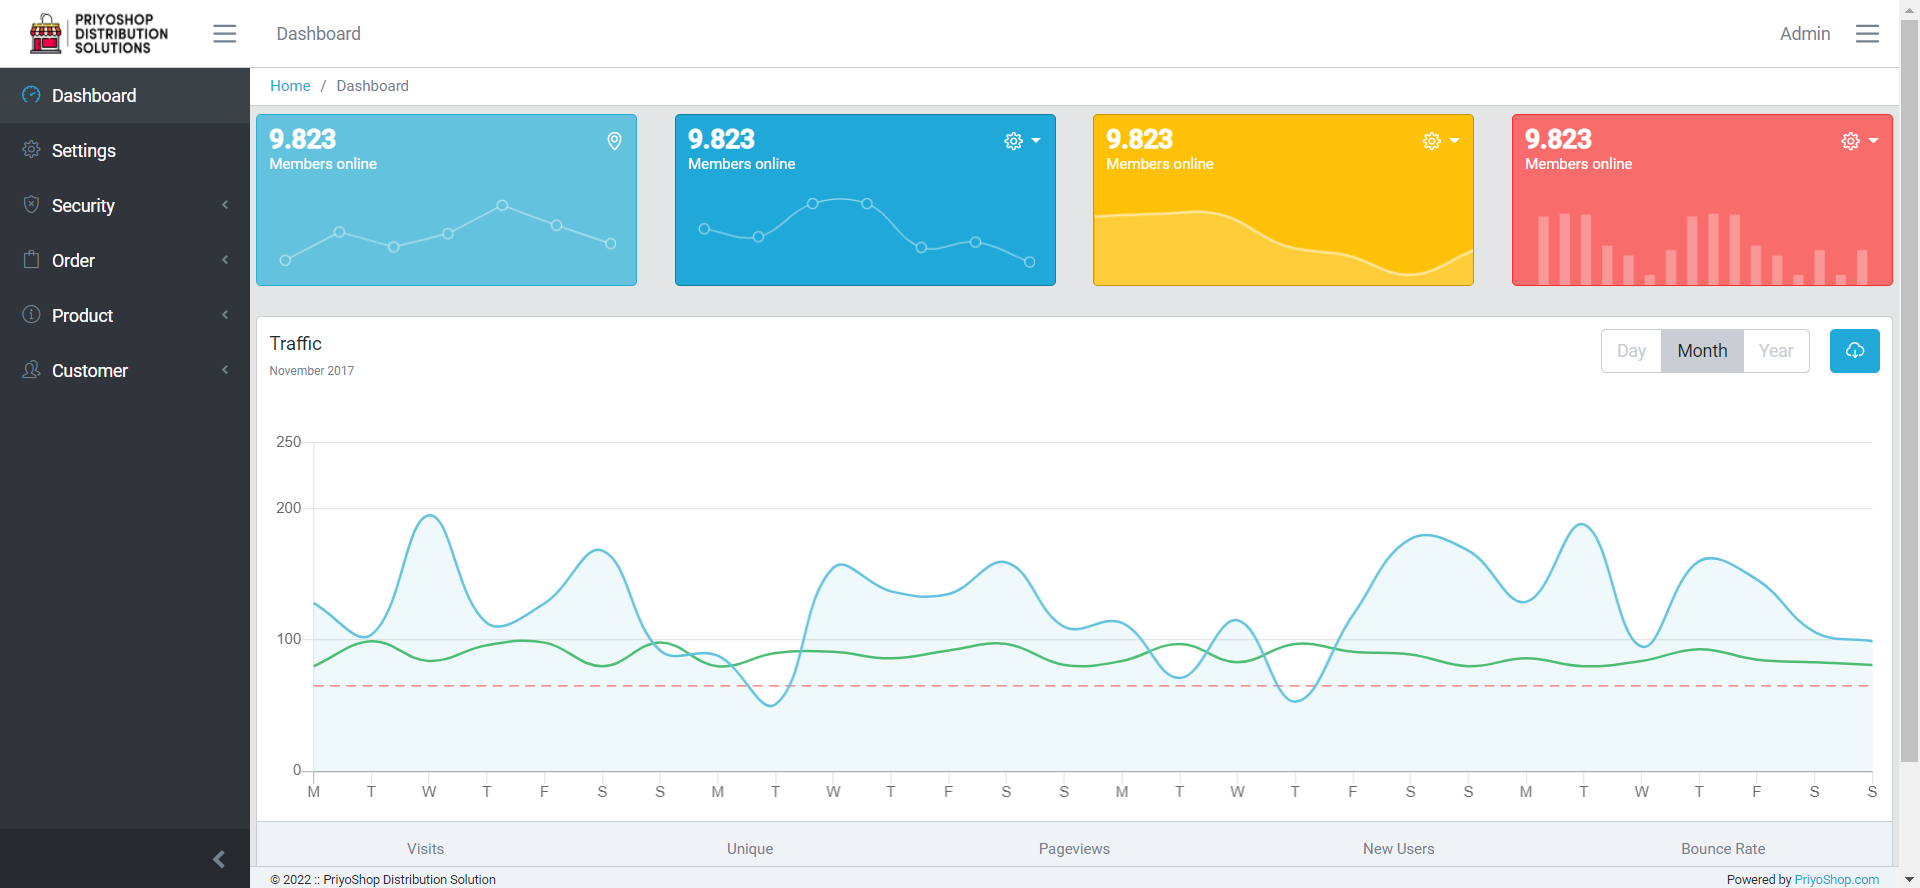 PRIYOSHOP
DISTRIBUTION
SOLUTIONS
Dashboard
Admin
Dashboard
Settings
Security
Order
Product
Customer
Home / Dashboard
9.823
Members online
9.823
Members online
9.823
Members online
9.823
Members online
Traffic
November 2017
Day Month Year
250
200
100
0
M T W T F S S M T W T F S S M T W T F S S M T W T F S S
Visits Unique Pageviews New Users Bounce Rate
© 2022 :: PriyoShop Distribution Solution
Powered by PriyoShop.com